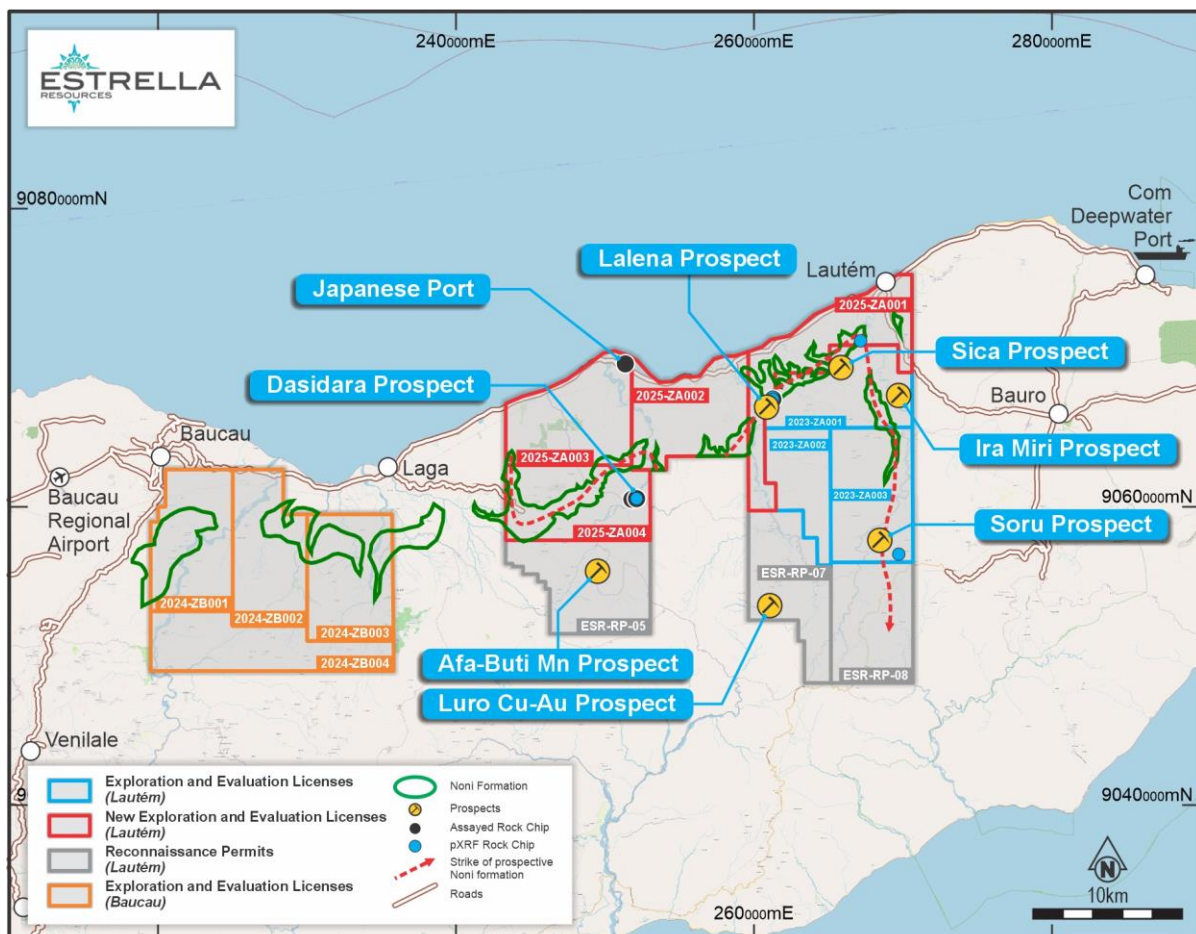 240000mE
260000mE
280000mE
ESTRELLA
RESOURCES
9080000mN
Com
Deepwater
Port
Lalena Prospect
Lautém
Japanese Port
2025-ZA001
Sica Prospect
Dasidara Prospect
2025-ZA002
Bauro
2023-ZA001
Baucau
2023-ZA002
Ira Miri Prospect
2025-ZA003
Laga
Baucau
Regional
Airport
2023-ZA003
9060000mN
Soru Prospect
2025-ZA004
ESR-RP-07
2024-ZB001
2024-ZB002
ESR-RP-05
2024-ZB003
2024-ZB004
Afa-Buti Mn Prospect
ESR-RP-08
Luro Cu-Au Prospect
Venilale
Exploration and Evaluation Licenses
(Lautém)
New Exploration and Evaluation Licenses
(Lautém)
Reconnaissance Permits
(Lautém)
Exploration and Evaluation Licenses
(Baucau)
Noni Formation
Prospects
Assayed Rock Chip
pXRF Rock Chip
Strike of prospective
Noni formation
Roads
9040000mN
N
10km
260000mE